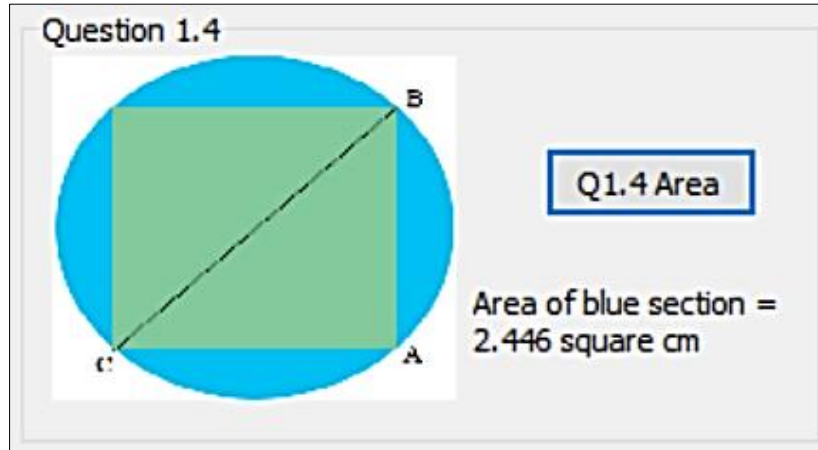 Question 1.4
B
Q1.4 Area
Area of blue section =
2.446 square cm
C
A